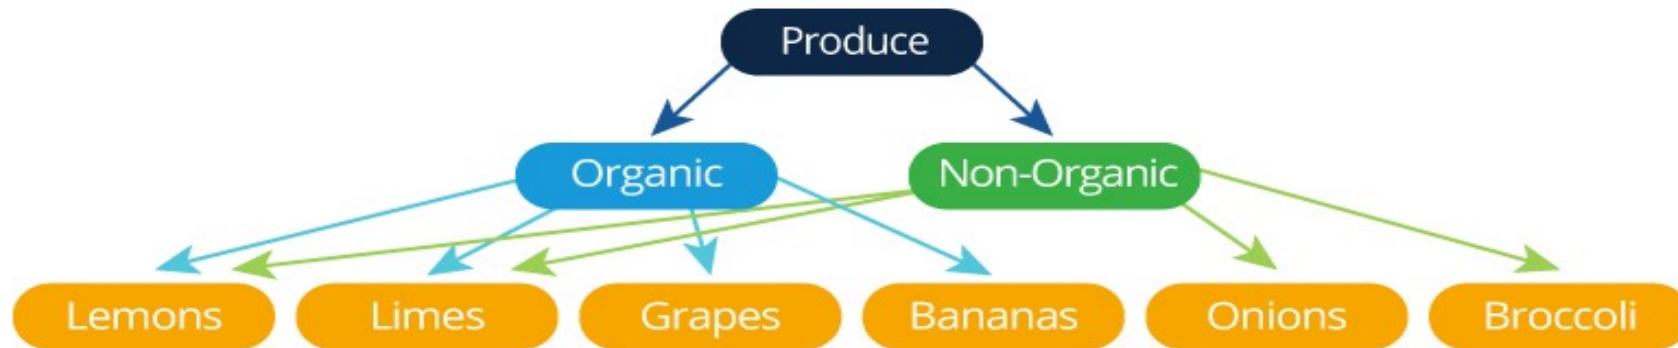 Produce
Organic
Non-Organic
Lemons
Limes
Grapes
Bananas
Onions
Broccoli